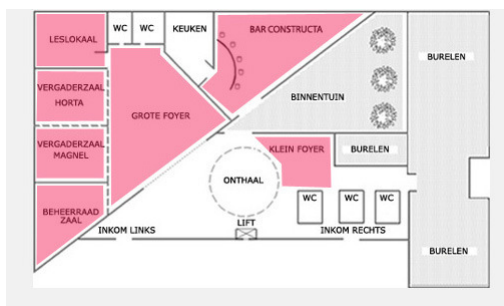 LESLOKAAL
WC
WC
KEUKEN
BAR CONSTRUCTA
BURELEN
VERGADERZAAL
HORTA
GROTE FOYER
BINNENTUIN
VERGADERZAAL
MAGNEL
KLEIN FOYER
BURELEN
ONTHAAL
BEHEERRAAD
ZAAL
WC
WC
WC
INKOM LINKS
LIFT
INKOM RECHTS
BURELEN